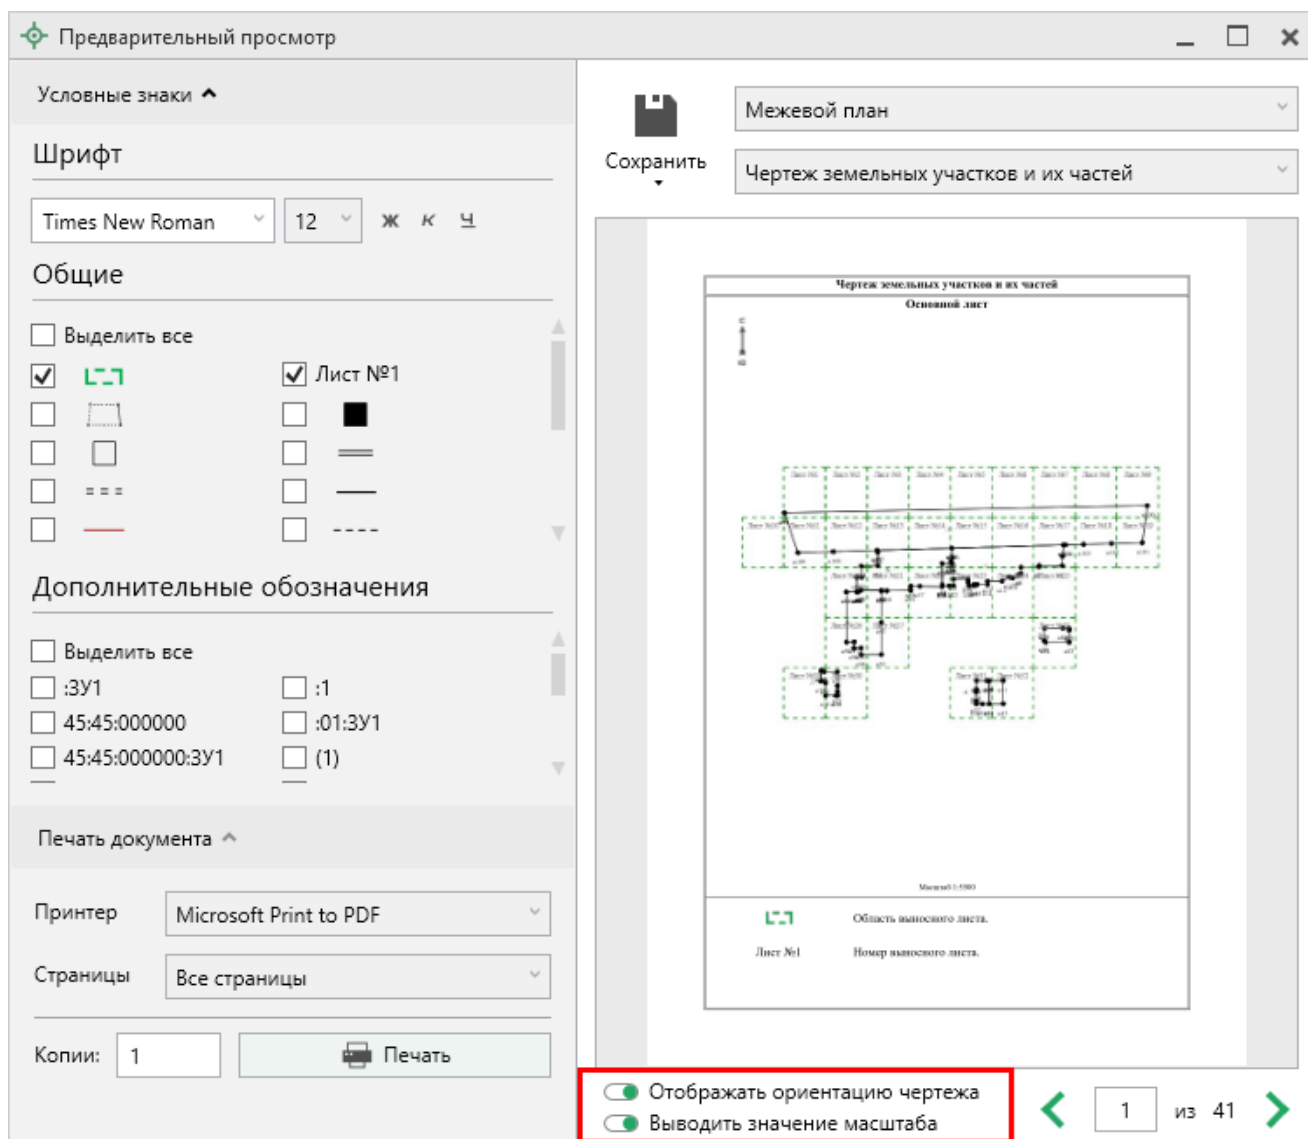 Предварительный просмотр
Условные знаки
Шрифт
Times New Roman
12
Ж К Ч
Общие
Выделить все
Лист №1
Дополнительные обозначения
Выделить все
:ЗУ1
:1
45:45:000000
:01:ЗУ1
45:45:000000:ЗУ1
(1)
Печать документа
Принтер
Microsoft Print to PDF
Страницы
Все страницы
Копии:
1
Печать
Сохранить
Межевой план
Чертеж земельных участков и их частей
Чертеж земельных участков и их частей
Основной лист
Масштаб 1:5500
Область выносного листа.
Лист №1
Номер выносного листа.
Отображать ориентацию чертежа
Выводить значение масштаба
1 из 41